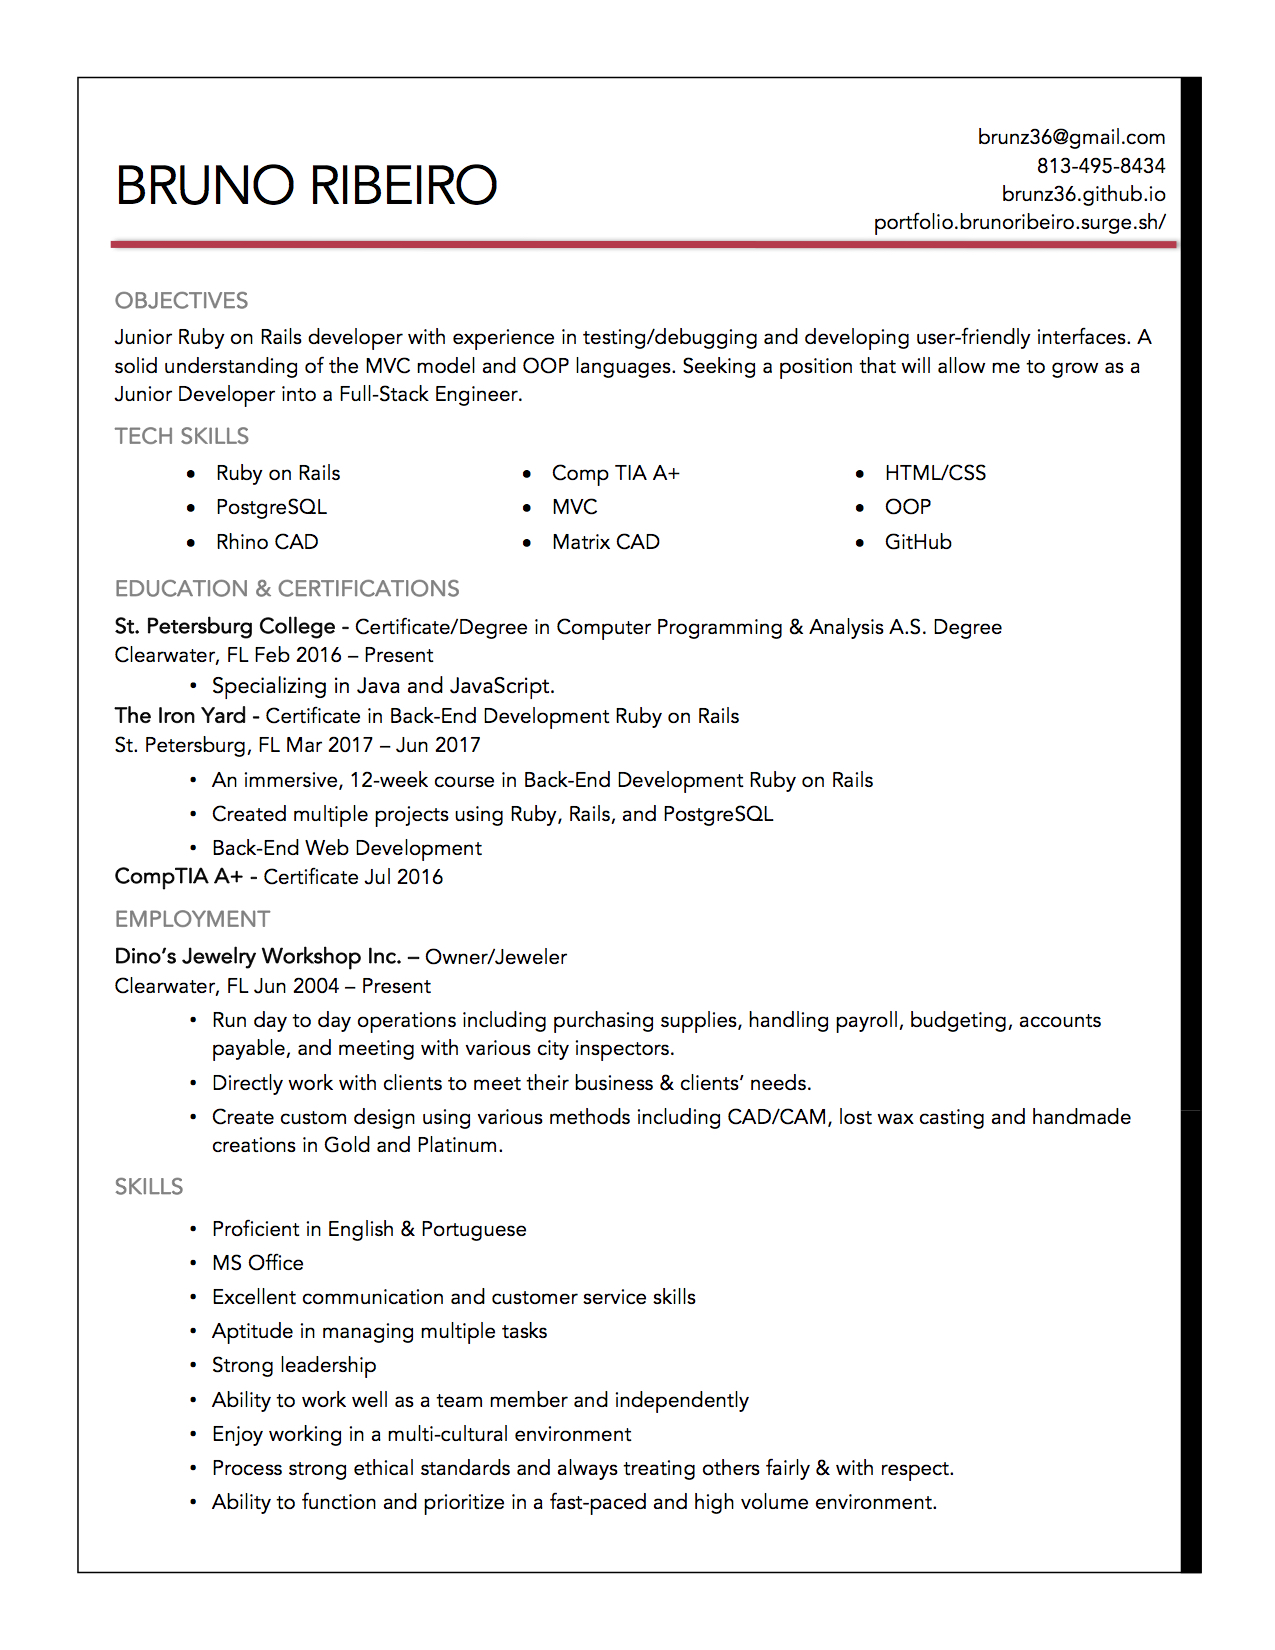 brunz36@gmail.com
813-495-8434
BRUNO RIBEIRO
brunz36.github.io
portfolio.brunoribeiro.surge.sh/
OBJECTIVES
Junior Ruby on Rails developer with experience in testing/debugging and developing user-friendly interfaces. A
solid understanding of the MVC model and OOP languages. Seeking a position that will allow me to grow as a
Junior Developer into a Full-Stack Engineer.
TECH SKILLS
• Ruby on Rails • Comp TIA A+ • HTML/CSS
• PostgreSQL • MVC • OOP
• Rhino CAD • Matrix CAD • GitHub
EDUCATION & CERTIFICATIONS
St. Petersburg College - Certificate/Degree in Computer Programming & Analysis A.S. Degree
Clearwater, FL Feb 2016 – Present
• Specializing in Java and JavaScript.
The Iron Yard - Certificate in Back-End Development Ruby on Rails
St. Petersburg, FL Mar 2017 – Jun 2017
• An immersive, 12-week course in Back-End Development Ruby on Rails
• Created multiple projects using Ruby, Rails, and PostgreSQL
• Back-End Web Development
CompTIA A+ - Certificate Jul 2016
EMPLOYMENT
Dino’s Jewelry Workshop Inc. – Owner/Jeweler
Clearwater, FL Jun 2004 – Present
• Run day to day operations including purchasing supplies, handling payroll, budgeting, accounts
payable, and meeting with various city inspectors.
• Directly work with clients to meet their business & clients’ needs.
• Create custom design using various methods including CAD/CAM, lost wax casting and handmade
creations in Gold and Platinum.
SKILLS
• Proficient in English & Portuguese
• MS Office
• Excellent communication and customer service skills
• Aptitude in managing multiple tasks
• Strong leadership
• Ability to work well as a team member and independently
• Enjoy working in a multi-cultural environment
• Process strong ethical standards and always treating others fairly & with respect.
• Ability to function and prioritize in a fast-paced and high volume environment.